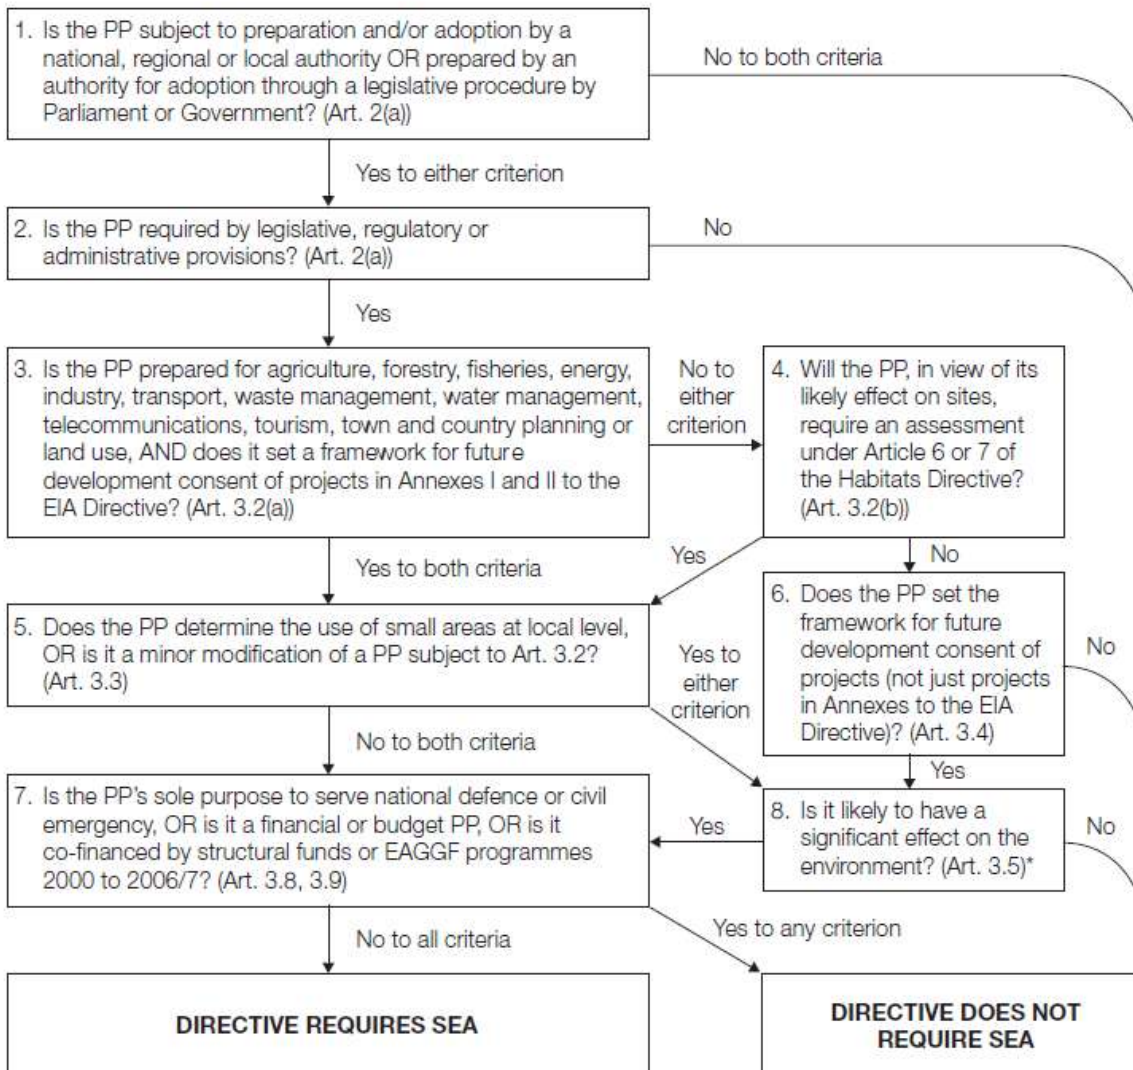 1. Is the PP subject to preparation and/or adoption by a
national, regional or local authority OR prepared by an
authority for adoption through a legislative procedure by
Parliament or Government? (Art. 2(a))
No to both criteria
Yes to either criterion
2. Is the PP required by legislative, regulatory or
administrative provisions? (Art. 2(a))
No
Yes
3. Is the PP prepared for agriculture, forestry, fisheries, energy,
industry, transport, waste management, water management,
telecommunications, tourism, town and country planning or
land use, AND does it set a framework for future
development consent of projects in Annexes I and II to the
EIA Directive? (Art. 3.2(a))
No to
either
criterion
4. Will the PP, in view of its
likely effect on sites,
require an assessment
under Article 6 or 7 of
the Habitats Directive?
(Art. 3.2(b))
Yes to both criteria
Yes
No
5. Does the PP determine the use of small areas at local level,
OR is it a minor modification of a PP subject to Art. 3.2?
(Art. 3.3)
Yes to
either
criterion
6. Does the PP set the
framework for future
development consent of
projects (not just projects
in Annexes to the EIA
Directive)? (Art. 3.4)
No
No to both criteria
Yes
7. Is the PP's sole purpose to serve national defence or civil
emergency, OR is it a financial or budget PP, OR is it
co-financed by structural funds or EAGGF programmes
2000 to 2006/7? (Art. 3.8, 3.9)
Yes
8. Is it likely to have a
significant effect on the
environment? (Art. 3.5)*
No
No to all criteria
Yes to any criterion
DIRECTIVE REQUIRES SEA
DIRECTIVE DOES NOT
REQUIRE SEA